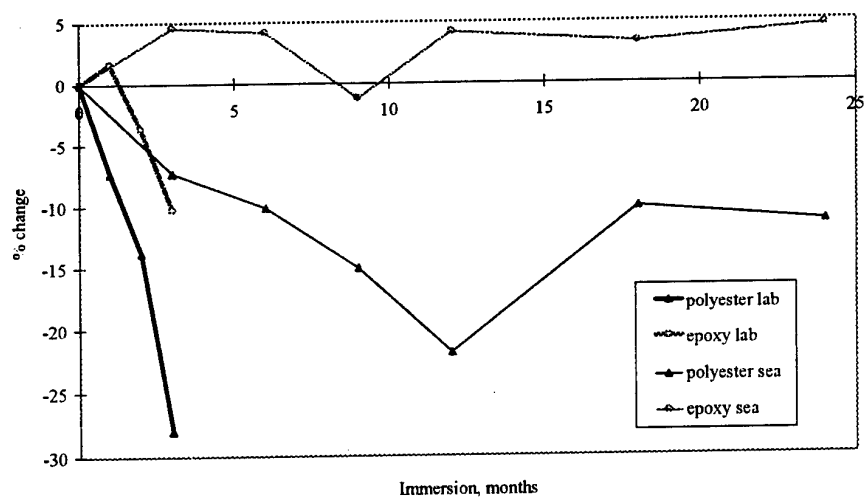 5
0
-5
-10
-15
-20
-25
-30
% change
0
5
10
15
20
25
Immersion, months
polyester lab
epoxy lab
polyester sea
epoxy sea